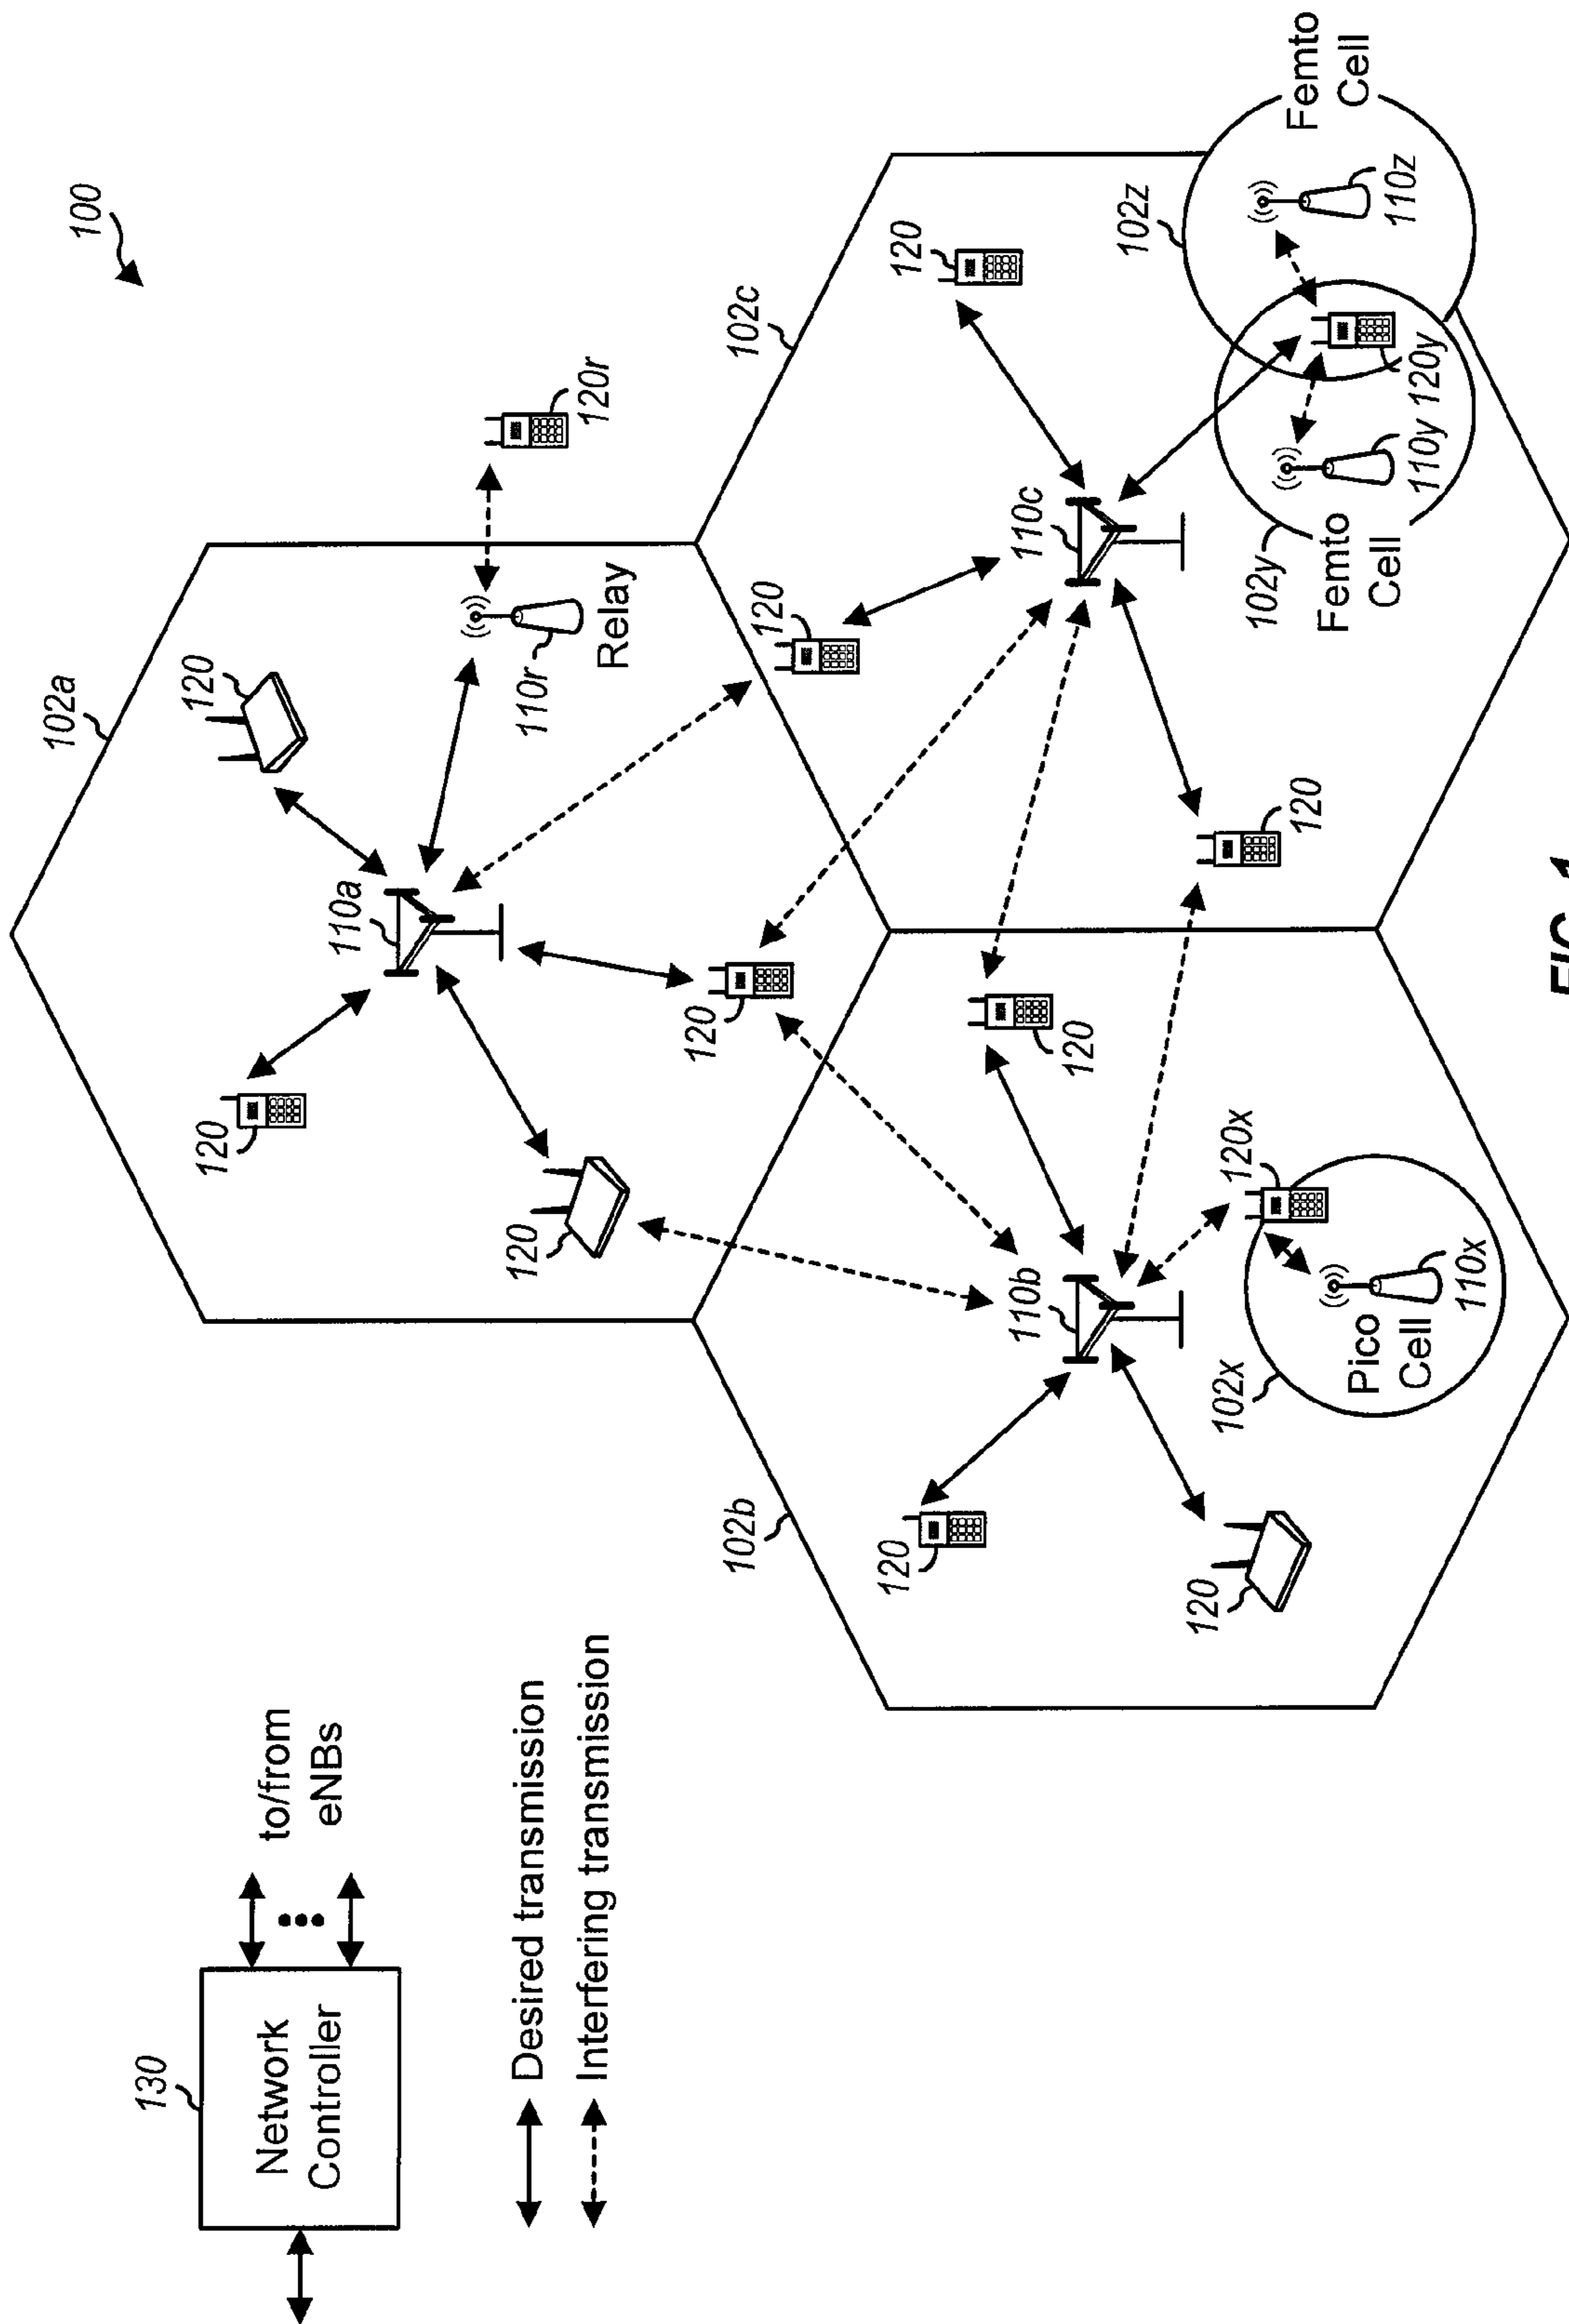 100
102a
130
Network
Controller
to/from
eNBs
120
120
110a
Desired transmission
Interfering transmission
120
110r
Relay
120r
102b
120
120
102c
120
120
110b
120
110c
120
120
102x
Pico
Cell
110x
120x
120
102y
Femto
Cell
110y
120y
102z
110z
Femto
Cell
FIG. 1